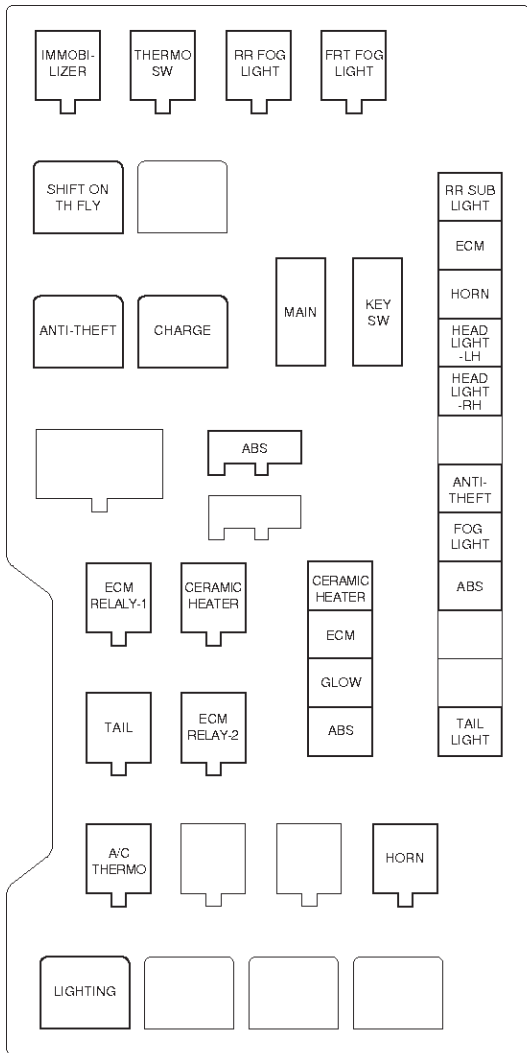 IMMOBI-
LIZER
THERMO
SW
RR FOG
LIGHT
FRT FOG
LIGHT
SHIFT ON
TH FLY
RR SUB
LIGHT
ECM
HORN
HEAD
LIGHT
-LH
HEAD
LIGHT
-RH
ANTI-
THEFT
FOG
LIGHT
ABS
TAIL
LIGHT
MAIN
KEY
SW
ANTI-THEFT
CHARGE
ABS
ECM
RELALY-1
CERAMIC
HEATER
CERAMIC
HEATER
ECM
GLOW
ABS
TAIL
ECM
RELAY-2
A/C
THERMO
HORN
LIGHTING